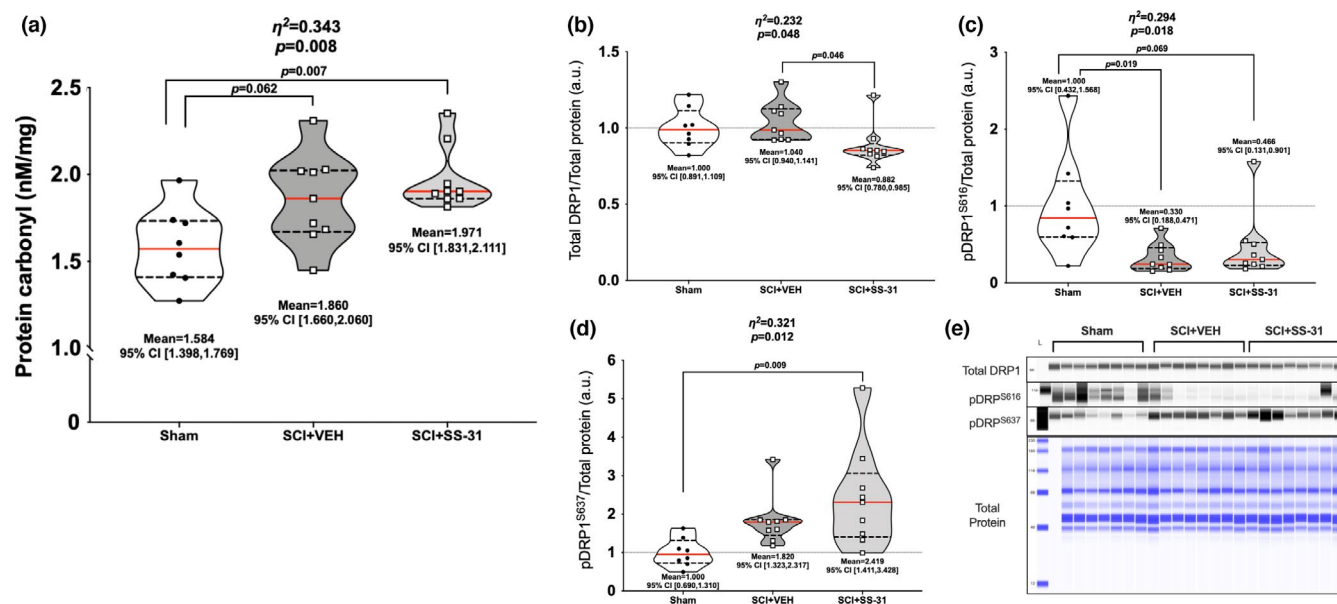 (a)
η²=0.343
p=0.008
p=0.007
p=0.062
Protein carbonyl (nM/mg)
2.5
2.0
1.5
1.0
0
Mean=1.584
95% CI [1.398,1.769]
Mean=1.860
95% CI [1.660,2.060]
Mean=1.971
95% CI [1.831,2.111]
Sham
SCI+VEH
SCI+SS-31
(b)
η²=0.232
p=0.048
p=0.046
Total DRP1/Total protein (a.u.)
1.5
1.0
0.5
0.0
Mean=1.000
95% CI [0.891,1.109]
Mean=1.040
95% CI [0.940,1.141]
Mean=0.882
95% CI [0.780,0.985]
Sham
SCI+VEH
SCI+SS-31
(c)
η²=0.294
p=0.018
p=0.069
p=0.019
pDRP1S616/Total protein (a.u.)
3
2
1
0
Mean=1.000
95% CI [0.432,1.568]
Mean=0.330
95% CI [0.188,0.471]
Mean=0.466
95% CI [0.131,0.901]
Sham
SCI+VEH
SCI+SS-31
(d)
η²=0.321
p=0.012
p=0.009
pDRP1S637/Total protein (a.u.)
6
5
4
3
2
1
0
Mean=1.000
95% CI [0.690,1.310]
Mean=1.820
95% CI [1.323,2.317]
Mean=2.419
95% CI [1.411,3.428]
Sham
SCI+VEH
SCI+SS-31
(e)
L
Sham
SCI+VEH
SCI+SS-31
Total DRP1
pDRPS616
pDRPS637
Total
Protein